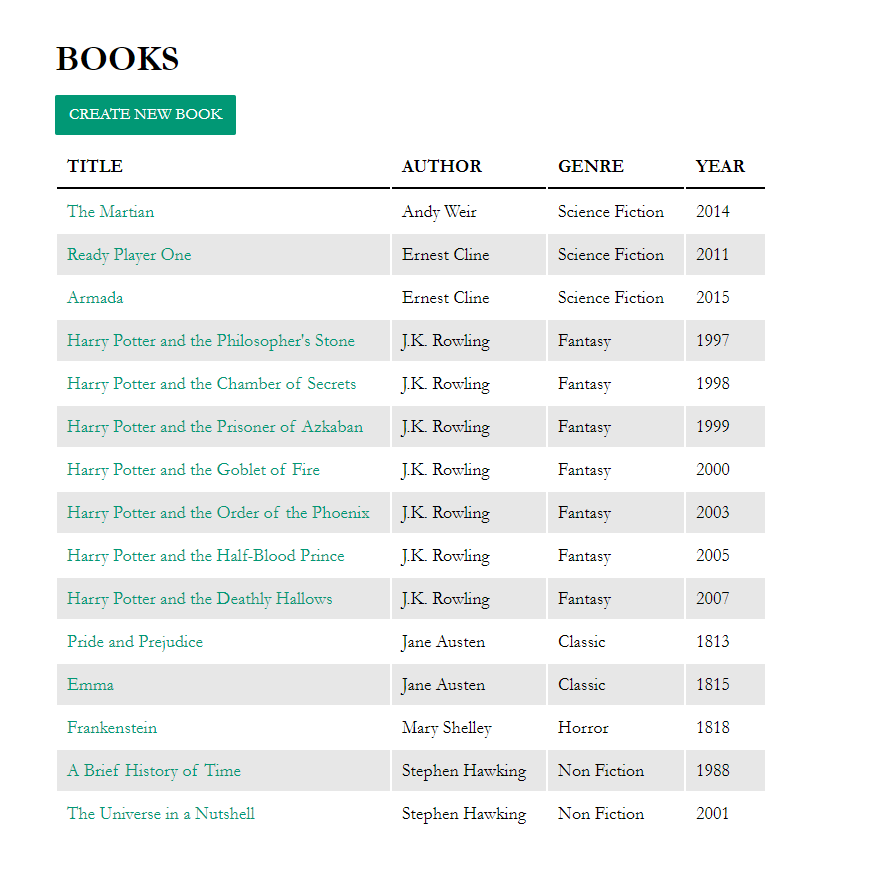 BOOKS
CREATE NEW BOOK
TITLE AUTHOR GENRE YEAR
The Martian Andy Weir Science Fiction 2014
Ready Player One Ernest Cline Science Fiction 2011
Armada Ernest Cline Science Fiction 2015
Harry Potter and the Philosopher's Stone J.K. Rowling Fantasy 1997
Harry Potter and the Chamber of Secrets J.K. Rowling Fantasy 1998
Harry Potter and the Prisoner of Azkaban J.K. Rowling Fantasy 1999
Harry Potter and the Goblet of Fire J.K. Rowling Fantasy 2000
Harry Potter and the Order of the Phoenix J.K. Rowling Fantasy 2003
Harry Potter and the Half-Blood Prince J.K. Rowling Fantasy 2005
Harry Potter and the Deathly Hallows J.K. Rowling Fantasy 2007
Pride and Prejudice Jane Austen Classic 1813
Emma Jane Austen Classic 1815
Frankenstein Mary Shelley Horror 1818
A Brief History of Time Stephen Hawking Non Fiction 1988
The Universe in a Nutshell Stephen Hawking Non Fiction 2001